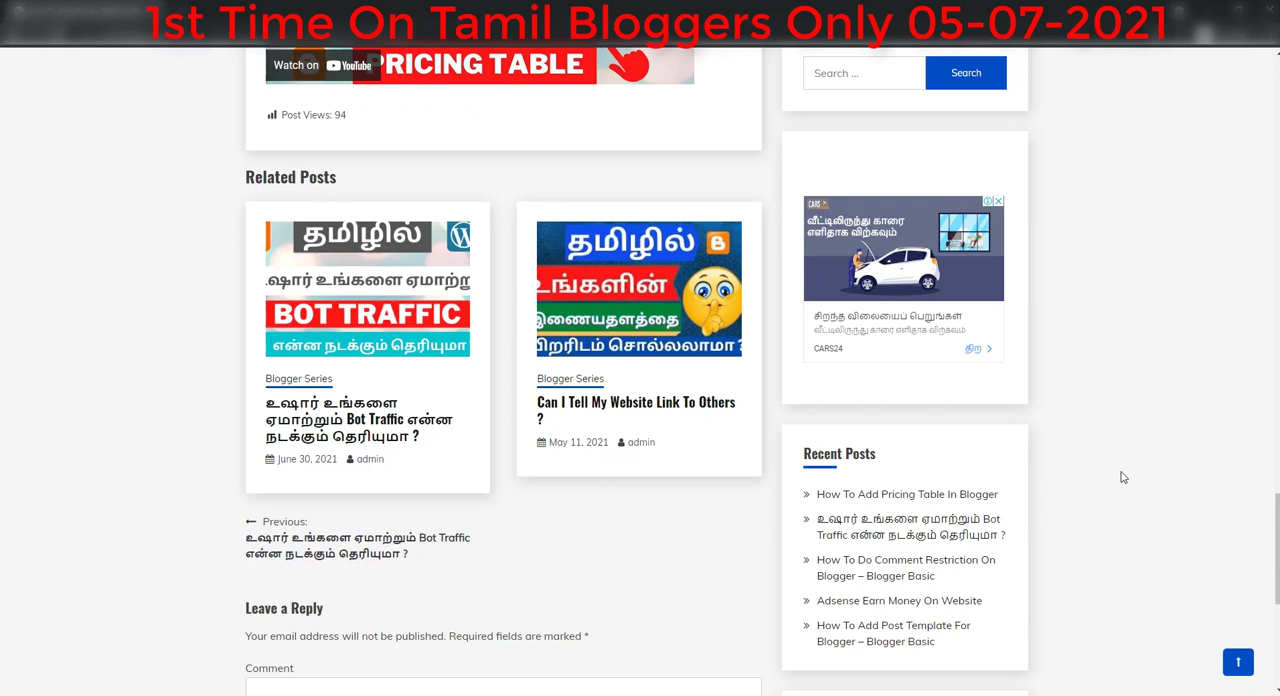 1st Time On Tamil Bloggers Only 05-07-2021
Watch on YouTube
PRICING TABLE
Post Views: 94
Related Posts
தமிழில்
உஷார் உங்களை ஏமாற்று
BOT TRAFFIC
என்ன நடக்கும் தெரியுமா ?
Blogger Series
உஷார் உங்களை
ஏமாற்றும் Bot Traffic என்ன
நடக்கும் தெரியுமா ?
June 30, 2021 admin
தமிழில்
உங்களின்
இணையதளத்தை
பிறரிடம் சொல்லலாமா ?
Blogger Series
Can I Tell My Website Link To Others
?
May 11, 2021 admin
Previous:
உஷார் உங்களை ஏமாற்றும் Bot Traffic
என்ன நடக்கும் தெரியுமா ?
Leave a Reply
Your email address will not be published. Required fields are marked *
Comment
Search …
Search
CARS24
வீட்டிலிருந்து காரை
எளிதாக விற்கவும்
சிறந்த விலையைப் பெறுங்கள்
வீட்டிலிருந்து காரை எளிதாக விற்கவும்
CARS24
திற
Recent Posts
How To Add Pricing Table In Blogger
உஷார் உங்களை ஏமாற்றும் Bot
Traffic என்ன நடக்கும் தெரியுமா ?
How To Do Comment Restriction On
Blogger – Blogger Basic
Adsense Earn Money On Website
How To Add Post Template For
Blogger – Blogger Basic